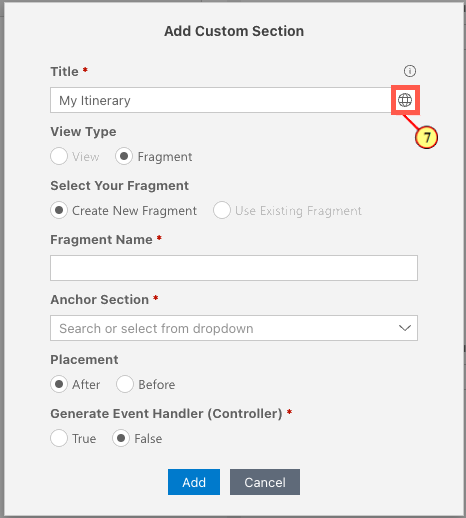 Add Custom Section
Title *
My Itinerary
7
View Type
View Fragment
Select Your Fragment
Create New Fragment Use Existing Fragment
Fragment Name *
Anchor Section *
Search or select from dropdown
Placement
After Before
Generate Event Handler (Controller) *
True False
Add Cancel